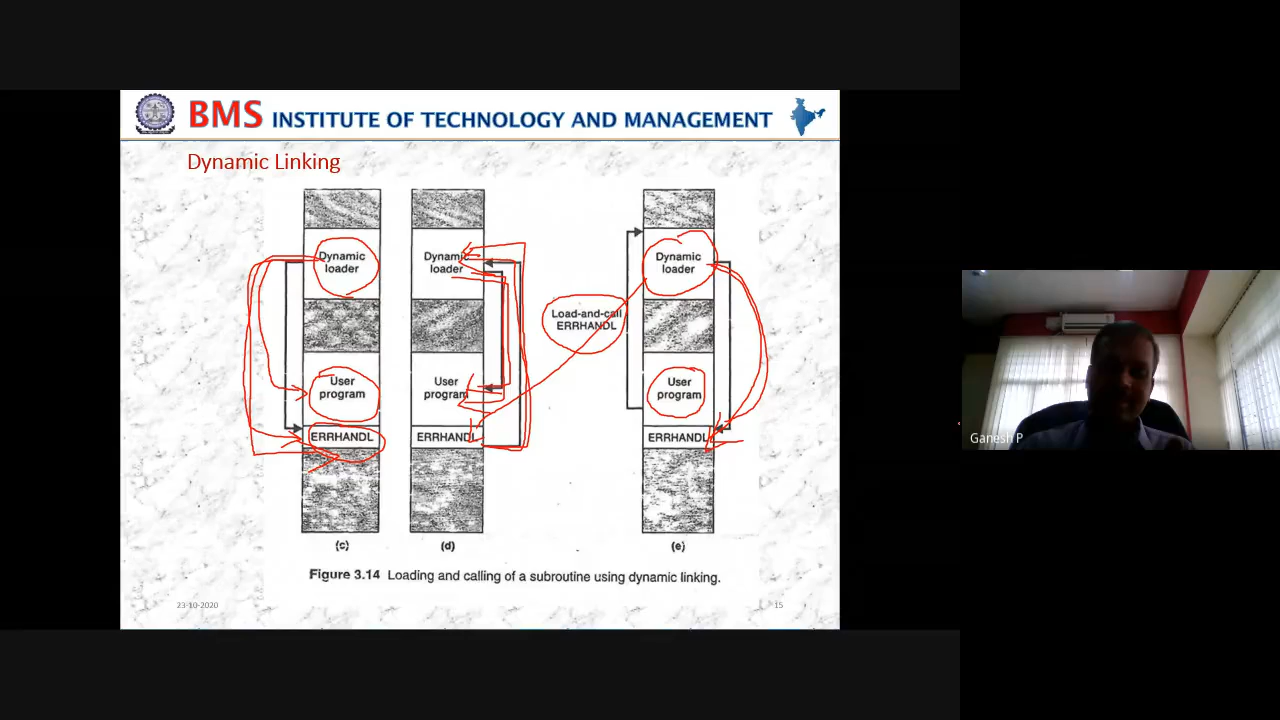 BMS INSTITUTE OF TECHNOLOGY AND MANAGEMENT
Dynamic Linking
Dynamic
loader
User
program
ERRHANDL
(c)
Dynamic
loader
User
program
ERRHANDL
(d)
Load-and-call
ERRHANDL
Dynamic
loader
User
program
ERRHANDL
(e)
Figure 3.14 Loading and calling of a subroutine using dynamic linking.
23-10-2020
15
Ganesh P